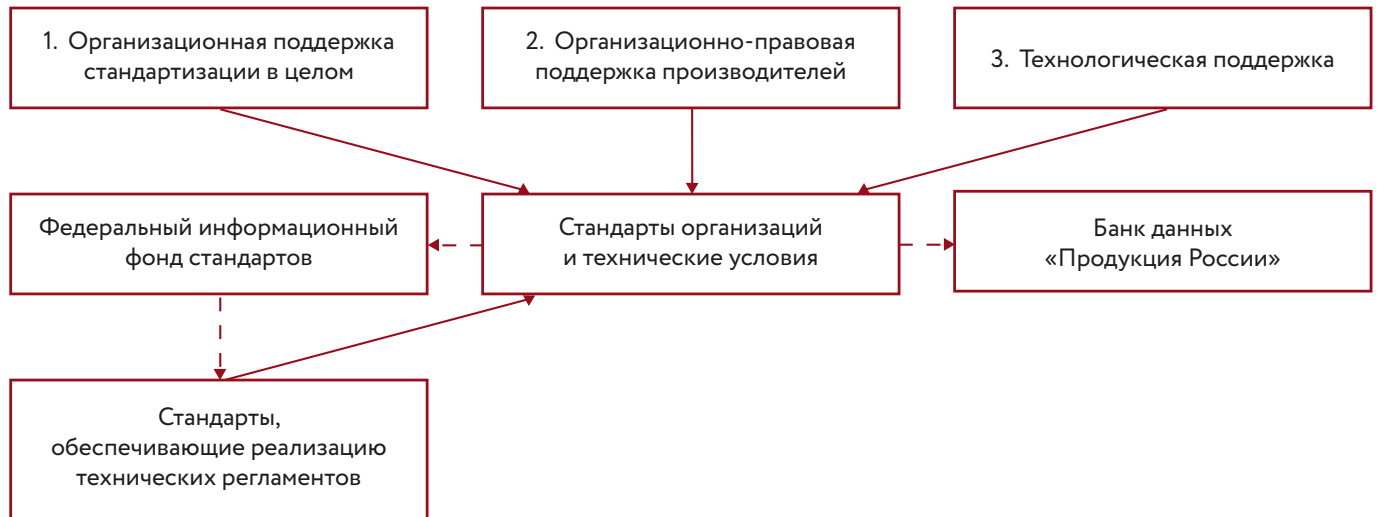 1. Организационная поддержка
стандартизации в целом
2. Организационно-правовая
поддержка производителей
3. Технологическая поддержка
Федеральный информационный
фонд стандартов
Стандарты организаций
и технические условия
Банк данных
«Продукция России»
Стандарты,
обеспечивающие реализацию
технических регламентов